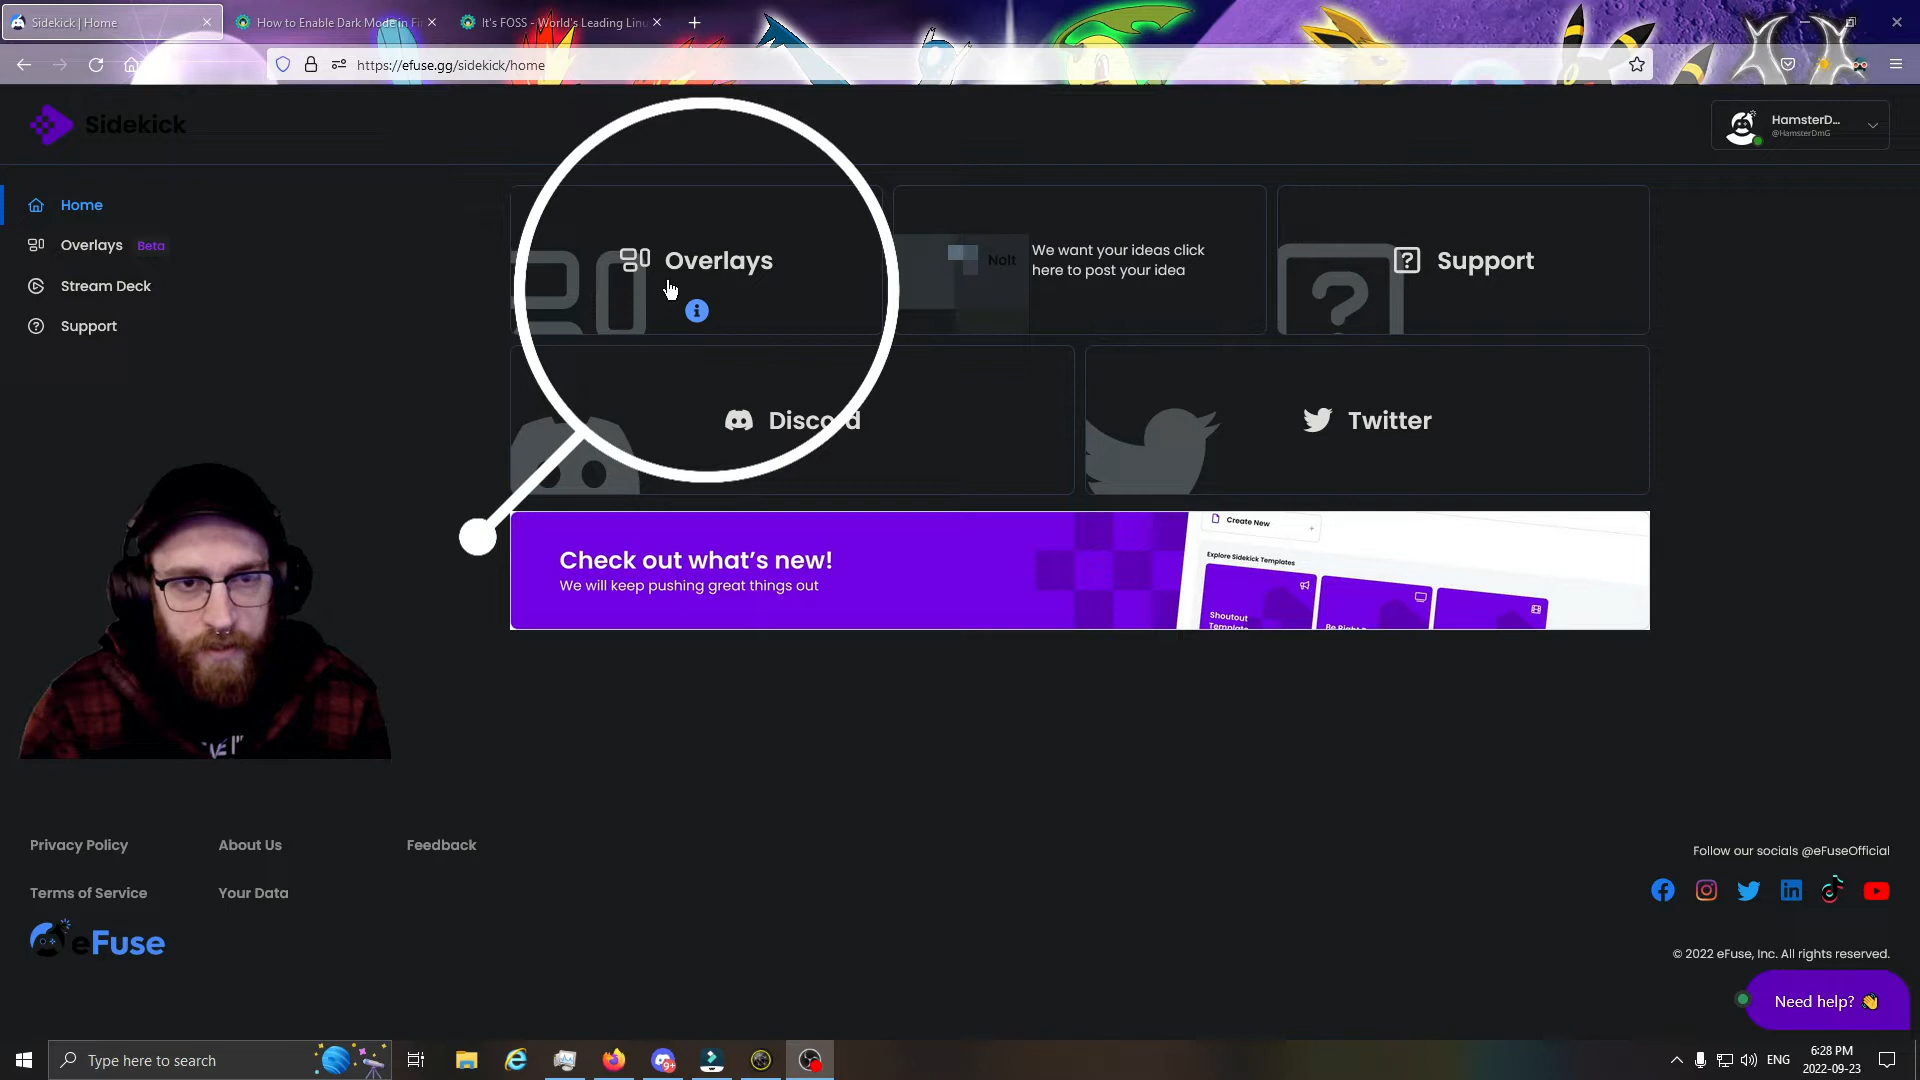 Sidekick | Home
How to Enable Dark Mode in Fi
It's FOSS - World's Leading Linu
https://efuse.gg/sidekick/home
Sidekick
HamsterD...
@HamsterDmG
Home
Overlays Beta
Stream Deck
Support
Overlays
Nolt
We want your ideas click
here to post your idea
Support
Discord
Twitter
Check out what's new!
We will keep pushing great things out
Create New
Explore Sidekick Templates
Shoutout
Template
Privacy Policy
About Us
Feedback
Terms of Service
Your Data
eFuse
Follow our socials @eFuseOfficial
© 2022 eFuse, Inc. All rights reserved.
Need help? 👋
Type here to search
9+
ENG
6:28 PM
2022-09-23